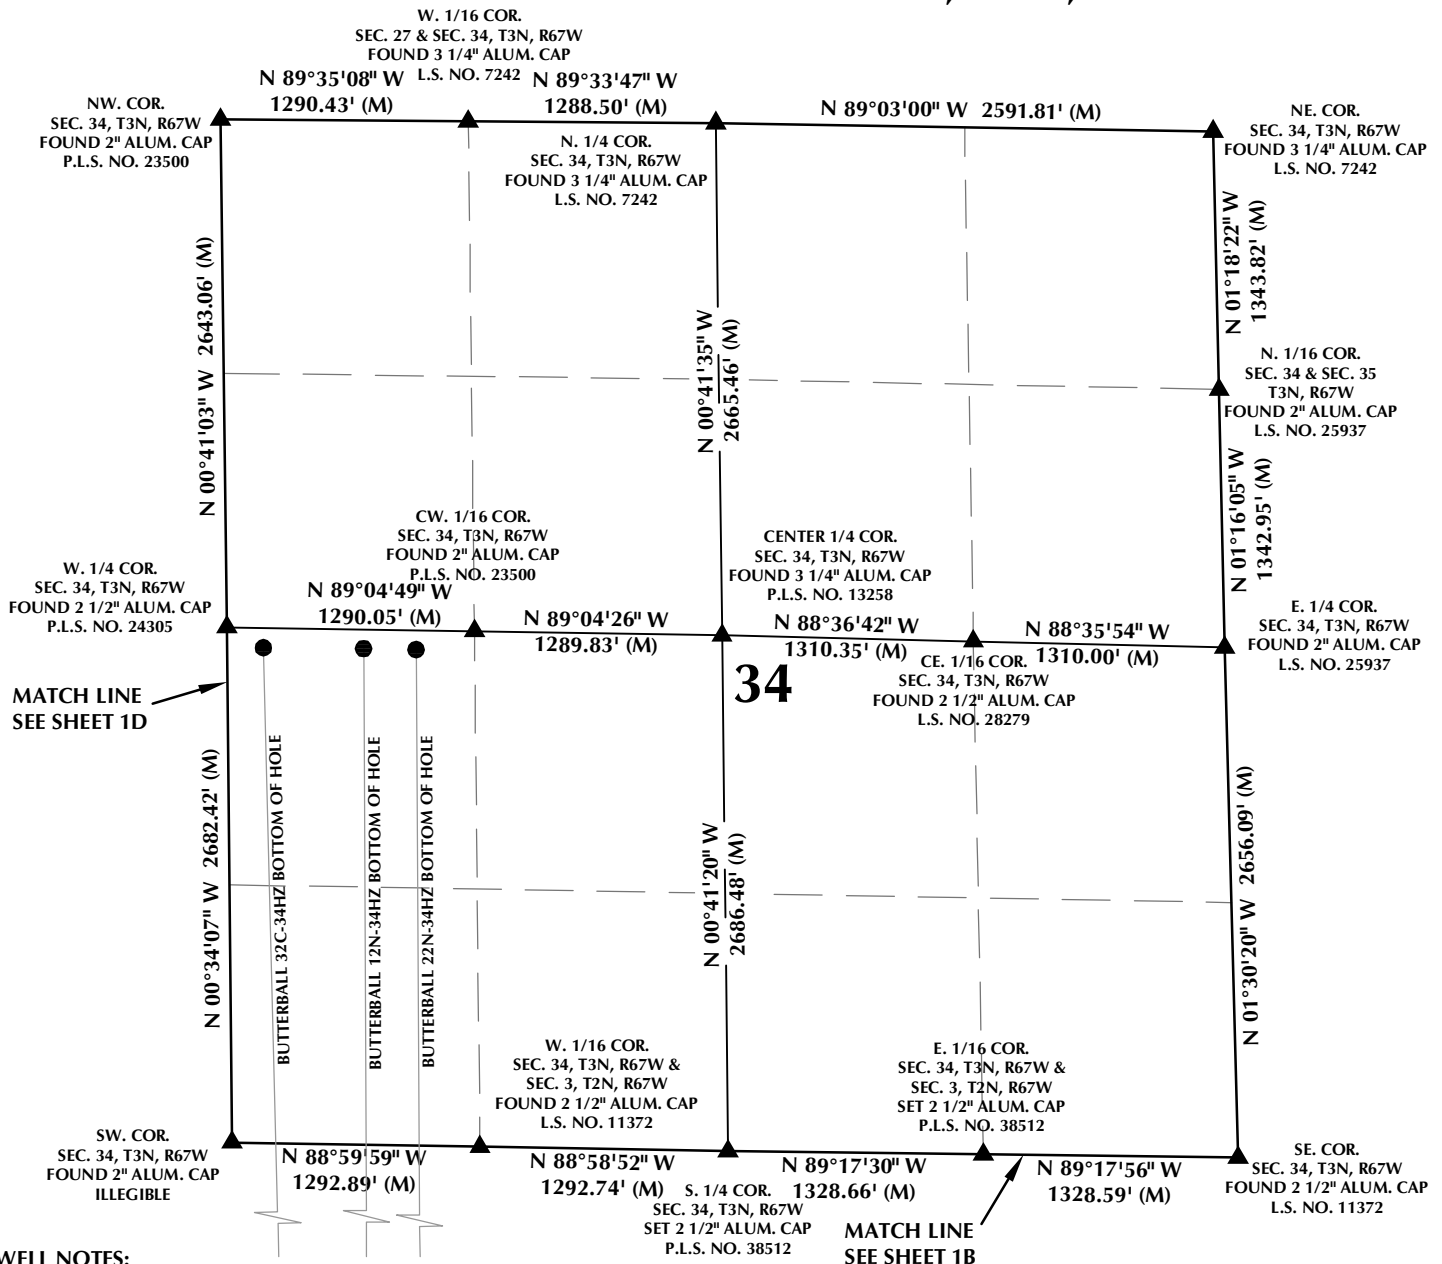 W. 1/16 COR.
SEC. 27 & SEC. 34, T3N, R67W
FOUND 3 1/4" ALUM. CAP
L.S. NO. 7242
N 89°35'08" W
1290.43' (M)
N 89°33'47" W
1288.50' (M)
N 89°03'00" W 2591.81' (M)
NW. COR.
SEC. 34, T3N, R67W
FOUND 2" ALUM. CAP
P.L.S. NO. 23500
N. 1/4 COR.
SEC. 34, T3N, R67W
FOUND 3 1/4" ALUM. CAP
L.S. NO. 7242
NE. COR.
SEC. 34, T3N, R67W
FOUND 3 1/4" ALUM. CAP
L.S. NO. 7242
N 00°41'03" W 2643.06' (M)
N 00°41'35" W
2665.46' (M)
N 01°18'22" W
1343.82' (M)
N. 1/16 COR.
SEC. 34 & SEC. 35
T3N, R67W
FOUND 2" ALUM. CAP
L.S. NO. 25937
N 01°16'05" W
1342.95' (M)
CW. 1/16 COR.
SEC. 34, T3N, R67W
FOUND 2" ALUM. CAP
P.L.S. NO. 23500
CENTER 1/4 COR.
SEC. 34, T3N, R67W
FOUND 3 1/4" ALUM. CAP
P.L.S. NO. 13258
W. 1/4 COR.
SEC. 34, T3N, R67W
FOUND 2 1/2" ALUM. CAP
P.L.S. NO. 24305
N 89°04'49" W
1290.05' (M)
N 89°04'26" W
1289.83' (M)
N 88°36'42" W
1310.35' (M)
N 88°35'54" W
1310.00' (M)
E. 1/4 COR.
SEC. 34, T3N, R67W
FOUND 2" ALUM. CAP
L.S. NO. 25937
CE. 1/16 COR.
SEC. 34, T3N, R67W
FOUND 2 1/2" ALUM. CAP
L.S. NO. 28279
34
MATCH LINE
SEE SHEET 1D
N 00°34'07" W 2682.42' (M)
BUTTERBALL 32C-34HZ BOTTOM OF HOLE
BUTTERBALL 12N-34HZ BOTTOM OF HOLE
BUTTERBALL 22N-34HZ BOTTOM OF HOLE
N 00°41'20" W
2686.48' (M)
N 01°30'20" W 2656.09' (M)
W. 1/16 COR.
SEC. 34, T3N, R67W &
SEC. 3, T2N, R67W
FOUND 2 1/2" ALUM. CAP
L.S. NO. 11372
E. 1/16 COR.
SEC. 34, T3N, R67W &
SEC. 3, T2N, R67W
SET 2 1/2" ALUM. CAP
P.L.S. NO. 38512
SW. COR.
SEC. 34, T3N, R67W
FOUND 2" ALUM. CAP
ILLEGIBLE
N 88°59'59" W
1292.89' (M)
N 88°58'52" W
1292.74' (M)
S. 1/4 COR.
SEC. 34, T3N, R67W
SET 2 1/2" ALUM. CAP
P.L.S. NO. 38512
N 89°17'30" W
1328.66' (M)
N 89°17'56" W
1328.59' (M)
SE. COR.
SEC. 34, T3N, R67W
FOUND 2 1/2" ALUM. CAP
L.S. NO. 11372
MATCH LINE
SEE SHEET 1B
WELL NOTES: